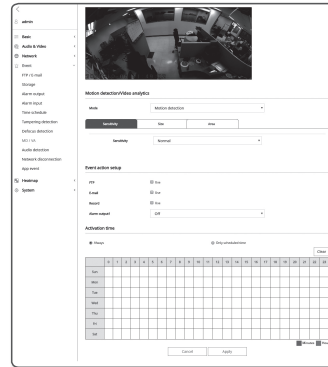 admin
Basic
Audio & Video
Network
Event
FTP / E-mail
Storage
Alarm output
Alarm input
Time schedule
Tampering detection
Defocus detection
MD / VA
Audio detection
Network disconnection
App event
Heatmap
System
Motion detection/Video analytics
Mode Motion detection
Sensitivity Size Area
Sensitivity Normal
Event action setup
FTP Use
E-mail Use
Record Use
Alarm output1 Off
Activation time
Always Only scheduled time
Clear
0 1 2 3 4 5 6 7 8 9 10 11 12 13 14 15 16 17 18 19 20 21 22 23
Sun
Mon
Tue
Wed
Thu
Fri
Sat
Minutes
Cancel Apply